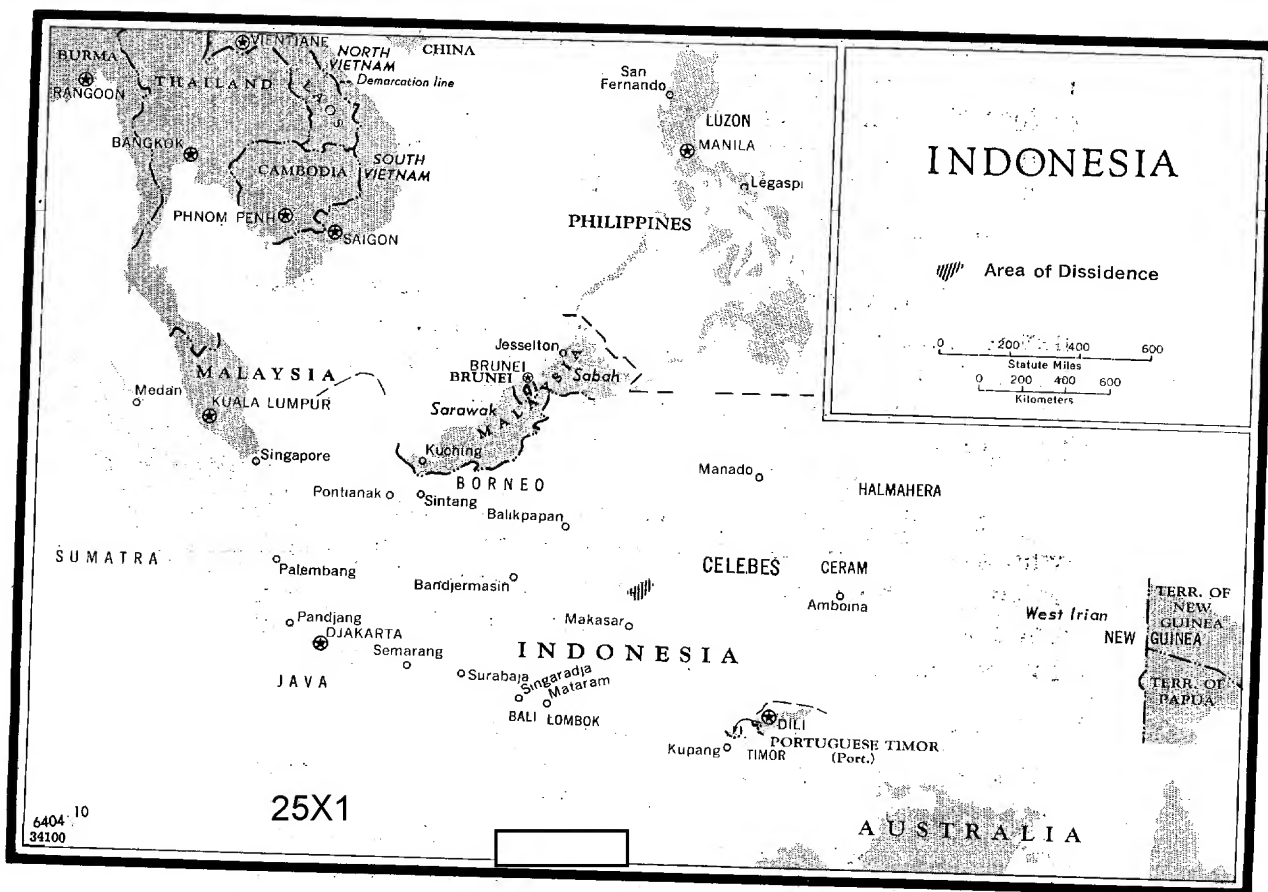 BURMA
RANGOON
VIENTIANE
THAILAND
NORTH
VIETNAM
CHINA
Demarcation line
LAOS
BANGKOK
CAMBODIA
SOUTH
VIETNAM
PHNOM PENH
SAIGON
San
Fernando
LUZON
MANILA
Legaspi
PHILIPPINES
INDONESIA
Area of Dissidence
0 200 400 600
Statute Miles
0 200 400 600
Kilometers
Jesselton
BRUNEI
BRUNEI
Sabah
MALAYSIA
Sarawak
MALAYSIA
Medan
KUALA LUMPUR
Singapore
Kuching
BORNEO
Pontianak
Sintang
Balikpapan
Manado
HALMAHERA
SUMATRA
Palembang
Bandjermasin
CELEBES
CERAM
Amboina
Makasar
West Irian
TERR. OF
NEW
GUINEA
NEW GUINEA
TERR. OF
PAPUA
Pandjang
DJAKARTA
Semarang
INDONESIA
JAVA
Surabaja
Singaradja
Mataram
BALI
LOMBOK
DILI
Kupang
TIMOR
PORTUGUESE TIMOR
(Port.)
AUSTRALIA
25X1
6404 10
34100